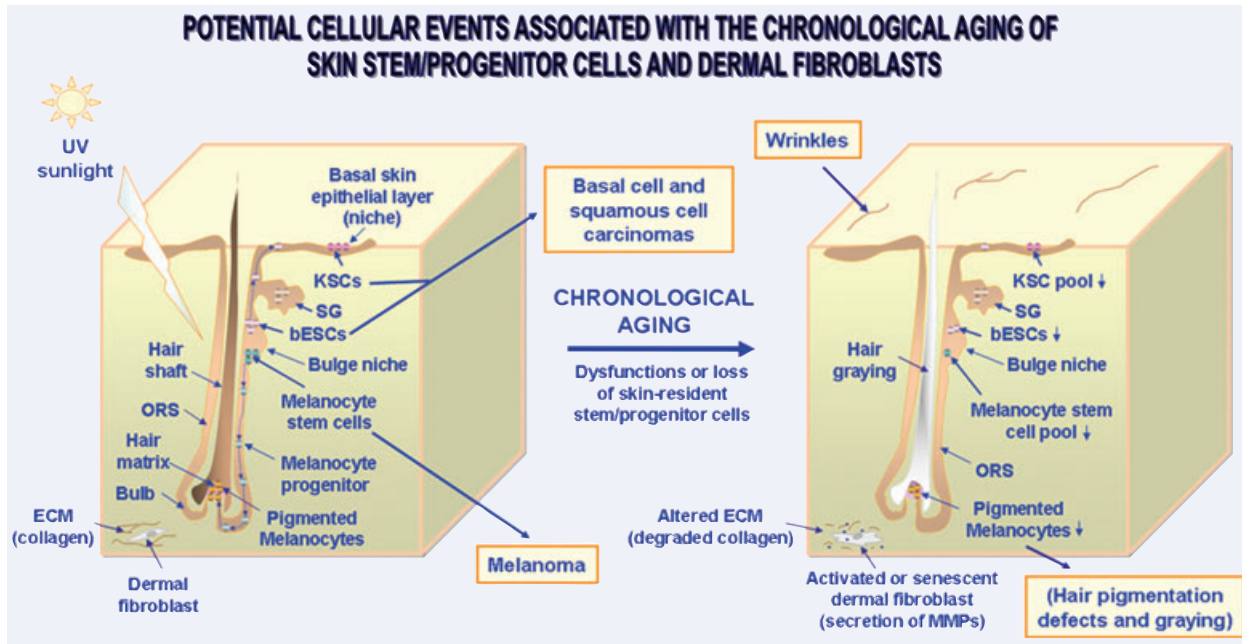 POTENTIAL CELLULAR EVENTS ASSOCIATED WITH THE CHRONOLOGICAL AGING OF
SKIN STEM/PROGENITOR CELLS AND DERMAL FIBROBLASTS
UV
sunlight
Basal skin
epithelial layer
(niche)
KSCs
SG
bESCs
Bulge niche
Hair
shaft
Melanocyte
stem cells
ORS
Hair
matrix
Melanocyte
progenitor
Bulb
Pigmented
Melanocytes
ECM
(collagen)
Dermal
fibroblast
Basal cell and
squamous cell
carcinomas
CHRONOLOGICAL
AGING
Dysfunctions or loss
of skin-resident
stem/progenitor cells
Melanoma
Wrinkles
KSC pool ↓
SG
bESCs ↓
Bulge niche
Hair
graying
Melanocyte stem
cell pool ↓
ORS
Pigmented
Melanocytes ↓
Altered ECM
(degraded collagen)
Activated or senescent
dermal fibroblast
(secretion of MMPs)
(Hair pigmentation
defects and graying)